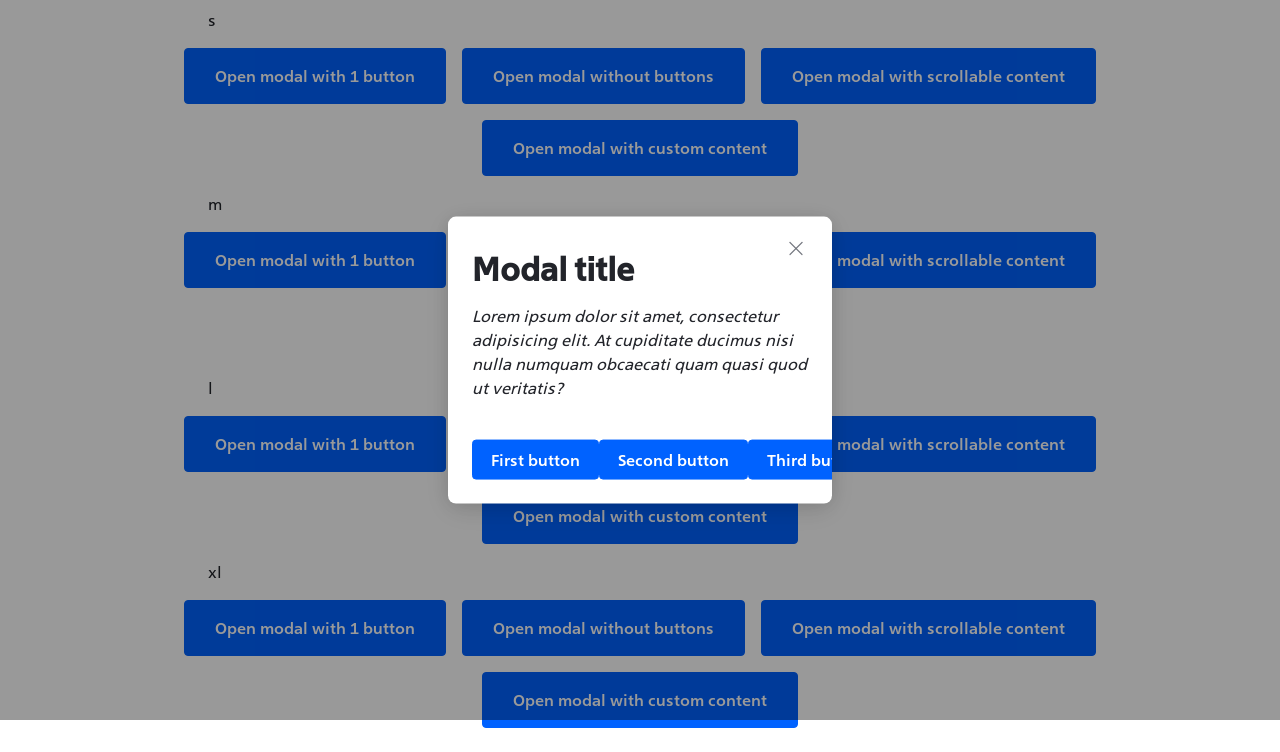 s
Open modal with 1 button
Open modal without buttons
Open modal with scrollable content
Open modal with custom content
m
Open modal with 1 button
modal with scrollable content
Modal title
Lorem ipsum dolor sit amet, consectetur
adipisicing elit. At cupiditate ducimus nisi
nulla numquam obcaecati quam quasi quod
ut veritatis?
First button
Second button
Third bu
l
Open modal with 1 button
modal with scrollable content
Open modal with custom content
xl
Open modal with 1 button
Open modal without buttons
Open modal with scrollable content
Open modal with custom content